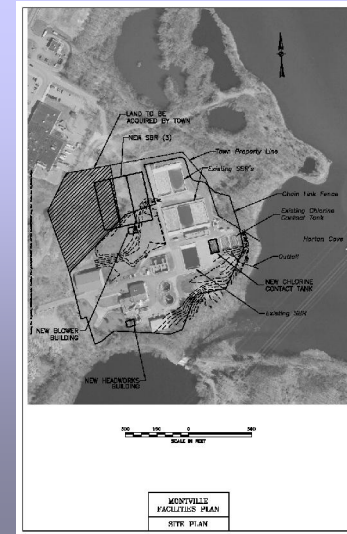 LAND TO BE
ACQUIRED BY TOWN
NEW SBR (3)
Town Property Line
Existing SBR's
Chain Link Fence
Existing Chlorine
Contact Tank
Horton Cove
Outfall
NEW CHLORINE
CONTACT TANK
Existing SBR
NEW BLOWER
BUILDING
NEW HEADWORKS
BUILDING
SCALE IN FEET
MONTVILLE
FACILITIES PLAN
SITE PLAN